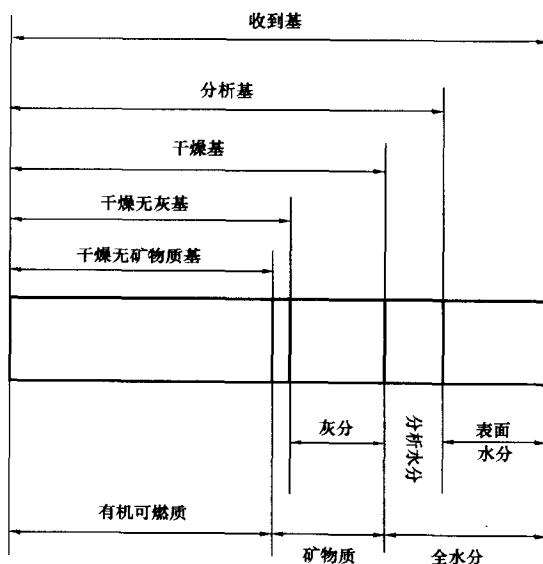 收到基
分析基
干燥基
干燥无灰基
干燥无矿物质基
灰分
分析水分
表面
水分
有机可燃质
矿物质
全水分